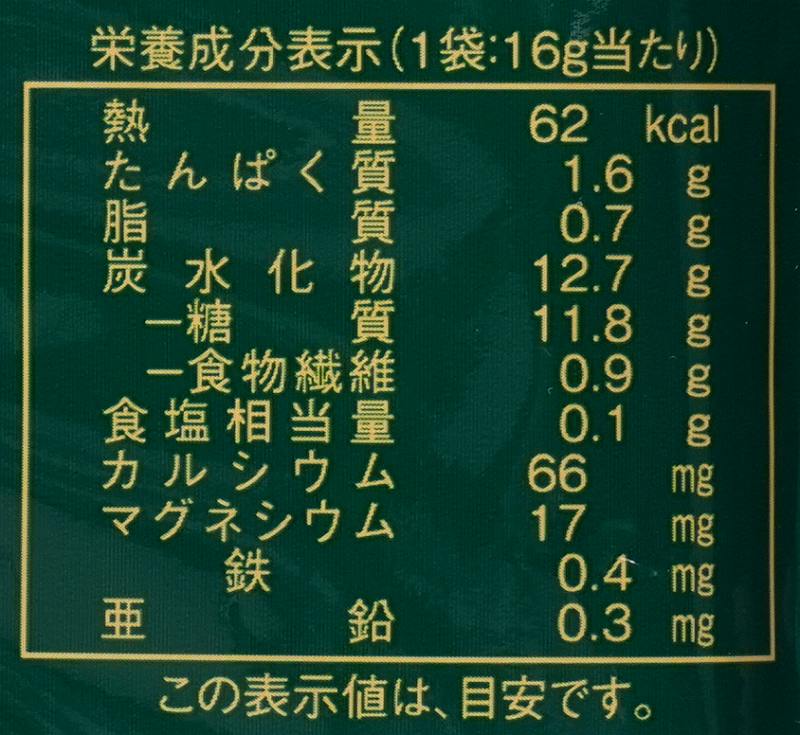 栄養成分表示(1袋:16g当たり)
熱量 62 kcal
たんぱく質 1.6 g
脂質 0.7 g
炭水化物 12.7 g
−糖質 11.8 g
−食物繊維 0.9 g
食塩相当量 0.1 g
カルシウム 66 mg
マグネシウム 17 mg
鉄 0.4 mg
亜鉛 0.3 mg
この表示値は、目安です。